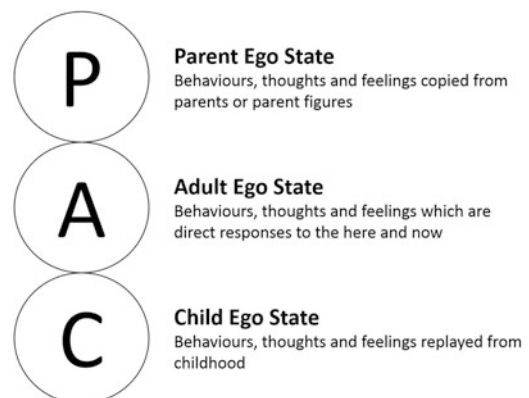 P
Parent Ego State
Behaviours, thoughts and feelings copied from
parents or parent figures
A
Adult Ego State
Behaviours, thoughts and feelings which are
direct responses to the here and now
C
Child Ego State
Behaviours, thoughts and feelings replayed from
childhood